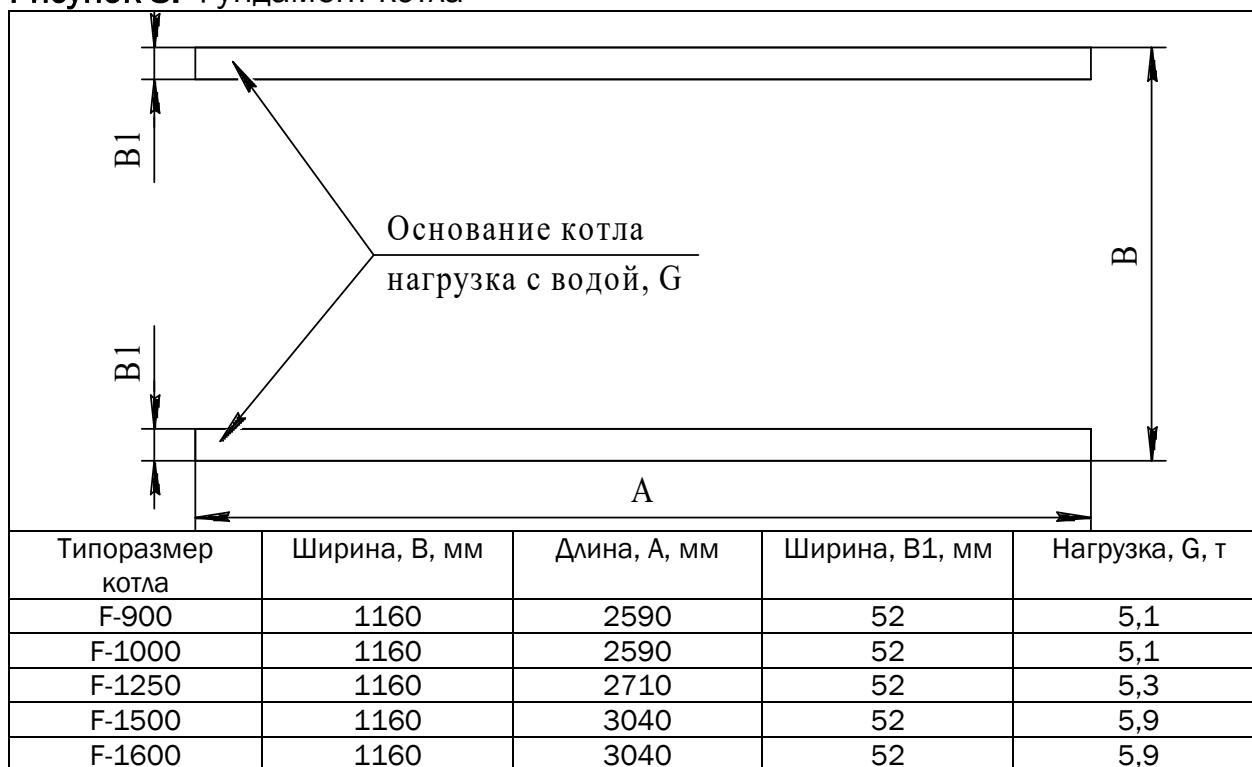 Фундамент котла
B1
Основание котла
нагрузка с водой, G
B
B1
A
Типоразмер котла | Ширина, B, мм | Длина, A, мм | Ширина, B1, мм | Нагрузка, G, т
F-900 | 1160 | 2590 | 52 | 5,1
F-1000 | 1160 | 2590 | 52 | 5,1
F-1250 | 1160 | 2710 | 52 | 5,3
F-1500 | 1160 | 3040 | 52 | 5,9
F-1600 | 1160 | 3040 | 52 | 5,9